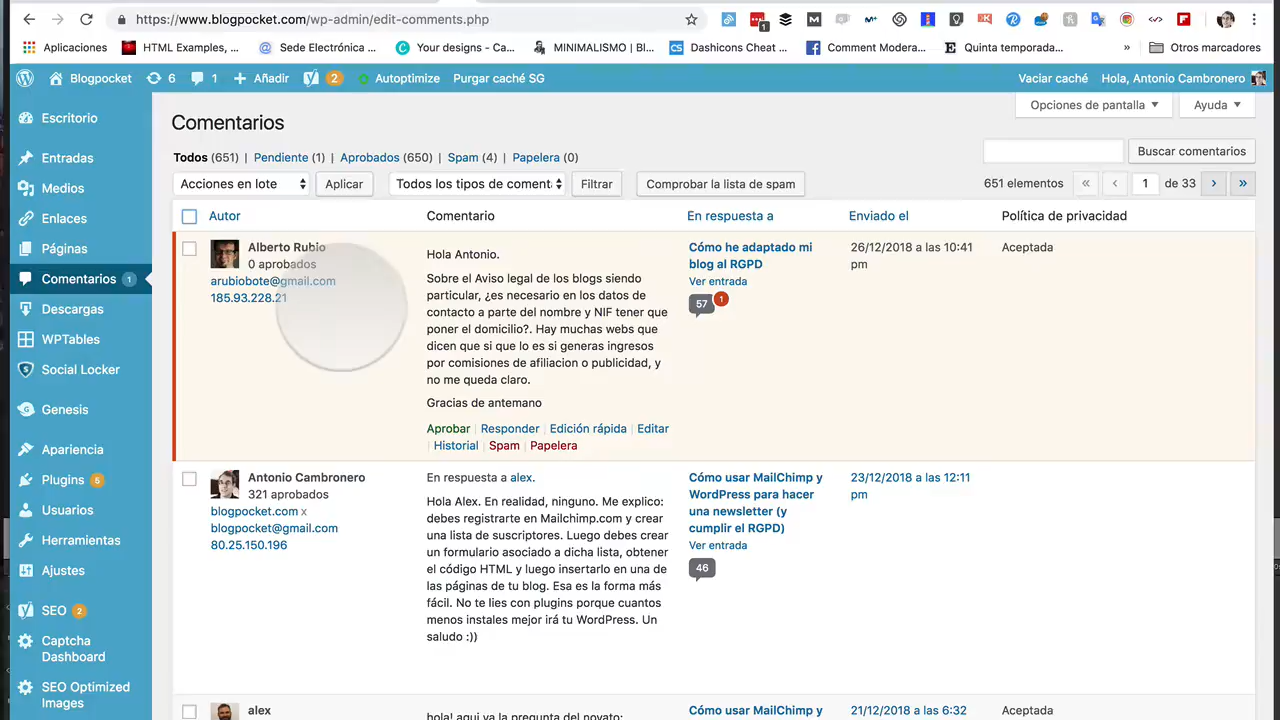 https://www.blogpocket.com/wp-admin/edit-comments.php
1
Aplicaciones
HTML Examples, ...
Sede Electrónica ...
Your designs - Ca...
MINIMALISMO | Bl...
CS
Dashicons Cheat ...
Comment Modera...
E
Quinta temporada...
»
Otros marcadores
Blogpocket
6
1
Añadir
2
Autoptimize
Purgar caché SG
Vaciar caché
Hola, Antonio Cambronero
Opciones de pantalla
Ayuda
Comentarios
Todos (651) | Pendiente (1) | Aprobados (650) | Spam (4) | Papelera (0)
Buscar comentarios
Acciones en lote
Aplicar
Todos los tipos de coment
Filtrar
Comprobar la lista de spam
651 elementos
«
‹
1
de 33
›
»
Escritorio
Entradas
Medios
Enlaces
Páginas
Comentarios 1
Descargas
WPTables
Social Locker
Genesis
Apariencia
Plugins 6
Usuarios
Herramientas
Ajustes
SEO 2
Captcha
Dashboard
SEO Optimized
Images
Autor
Comentario
En respuesta a
Enviado el
Política de privacidad
Alberto Rubio
0 aprobados
arubiobote@gmail.com
185.93.228.21
Hola Antonio.
Sobre el Aviso legal de los blogs siendo
particular, ¿es necesario en los datos de
contacto a parte del nombre y NIF tener que
poner el domicilio?. Hay muchas webs que
dicen que si que lo es si generas ingresos
por comisiones de afiliacion o publicidad, y
no me queda claro.
Gracias de antemano
Aprobar | Responder | Edición rápida | Editar
| Historial | Spam | Papelera
Cómo he adaptado mi
blog al RGPD
Ver entrada
57
1
26/12/2018 a las 10:41
pm
Aceptada
Antonio Cambronero
321 aprobados
blogpocket.com x
blogpocket@gmail.com
80.25.150.196
En respuesta a alex.
Hola Alex. En realidad, ninguno. Me explico:
debes registrarte en Mailchimp.com y crear
una lista de suscriptores. Luego debes crear
un formulario asociado a dicha lista, obtener
el código HTML y luego insertarlo en una de
las páginas de tu blog. Esa es la forma más
fácil. No te lies con plugins porque cuantos
menos instales mejor irá tu WordPress. Un
saludo :))
Cómo usar MailChimp y
WordPress para hacer
una newsletter (y
cumplir el RGPD)
Ver entrada
46
23/12/2018 a las 12:11
pm
alex
hola! aqui va la pregunta del novato:
Cómo usar MailChimp y
21/12/2018 a las 6:32
Aceptada